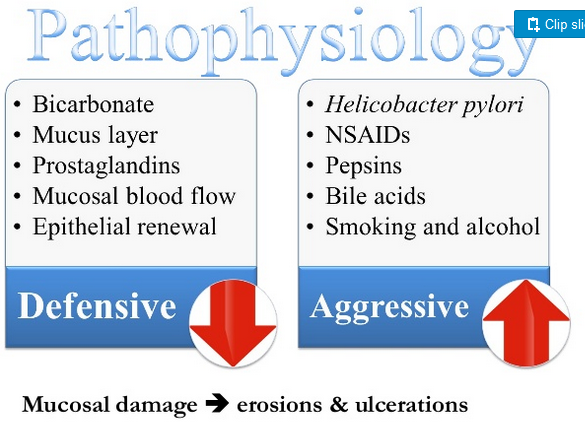 Pathophysiology
Clip sli
• Bicarbonate
• Mucus layer
• Prostaglandins
• Mucosal blood flow
• Epithelial renewal
Defensive
• Helicobacter pylori
• NSAIDs
• Pepsins
• Bile acids
• Smoking and alcohol
Aggressive
Mucosal damage ➔ erosions & ulcerations